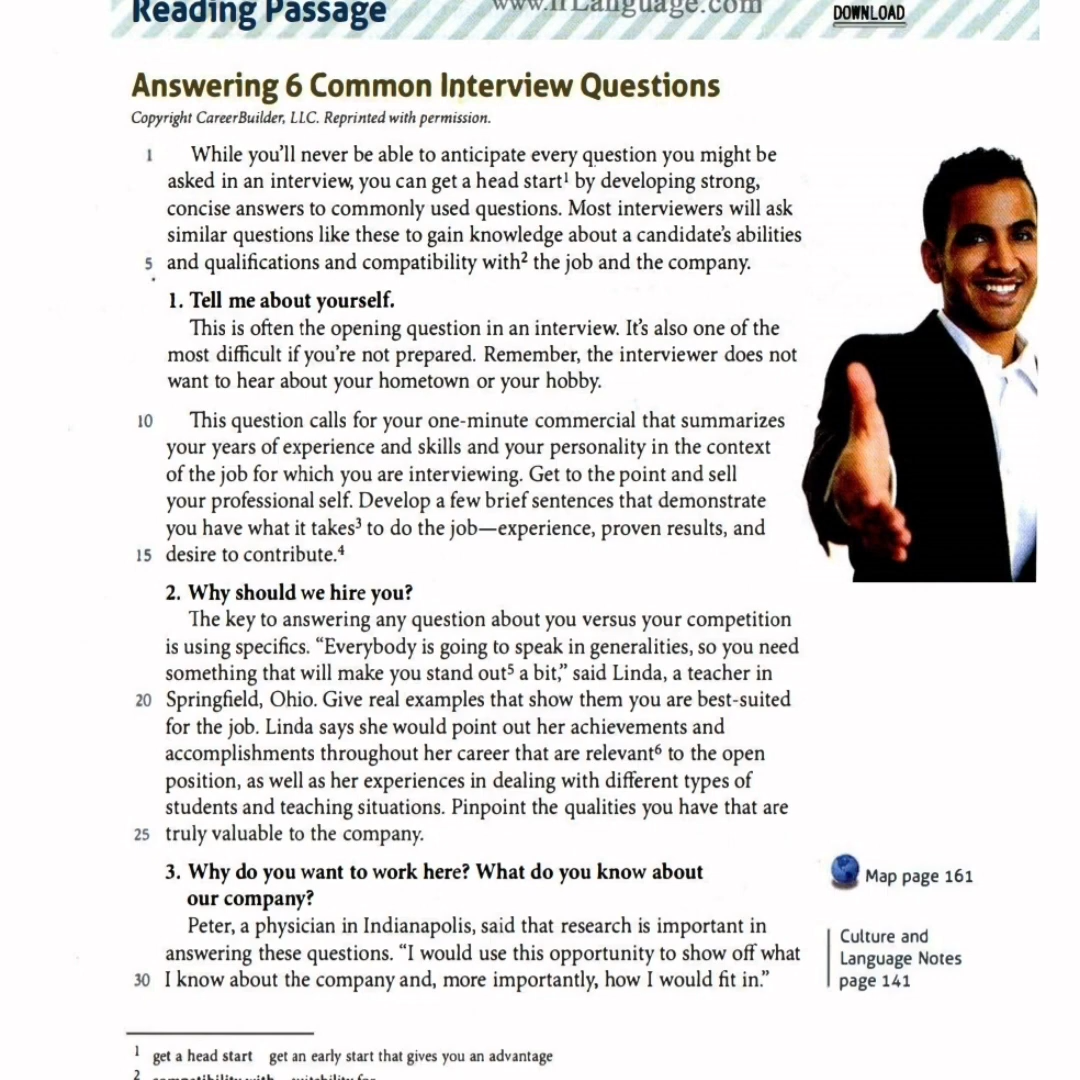 Reading Passage
www.irLanguage.com
DOWNLOAD
Answering 6 Common Interview Questions
Copyright CareerBuilder, LLC. Reprinted with permission.
1 While you'll never be able to anticipate every question you might be
asked in an interview, you can get a head start¹ by developing strong,
concise answers to commonly used questions. Most interviewers will ask
similar questions like these to gain knowledge about a candidate's abilities
5 and qualifications and compatibility with² the job and the company.
1. Tell me about yourself.
This is often the opening question in an interview. It's also one of the
most difficult if you're not prepared. Remember, the interviewer does not
want to hear about your hometown or your hobby.
10 This question calls for your one-minute commercial that summarizes
your years of experience and skills and your personality in the context
of the job for which you are interviewing. Get to the point and sell
your professional self. Develop a few brief sentences that demonstrate
you have what it takes³ to do the job—experience, proven results, and
15 desire to contribute.⁴
2. Why should we hire you?
The key to answering any question about you versus your competition
is using specifics. “Everybody is going to speak in generalities, so you need
something that will make you stand out⁵ a bit,” said Linda, a teacher in
20 Springfield, Ohio. Give real examples that show them you are best-suited
for the job. Linda says she would point out her achievements and
accomplishments throughout her career that are relevant⁶ to the open
position, as well as her experiences in dealing with different types of
students and teaching situations. Pinpoint the qualities you have that are
25 truly valuable to the company.
3. Why do you want to work here? What do you know about
our company?
Peter, a physician in Indianapolis, said that research is important in
answering these questions. “I would use this opportunity to show off what
30 I know about the company and, more importantly, how I would fit in.”
Map page 161
Culture and
Language Notes
page 141
1 get a head start get an early start that gives you an advantage
2 compatibility with suitability for